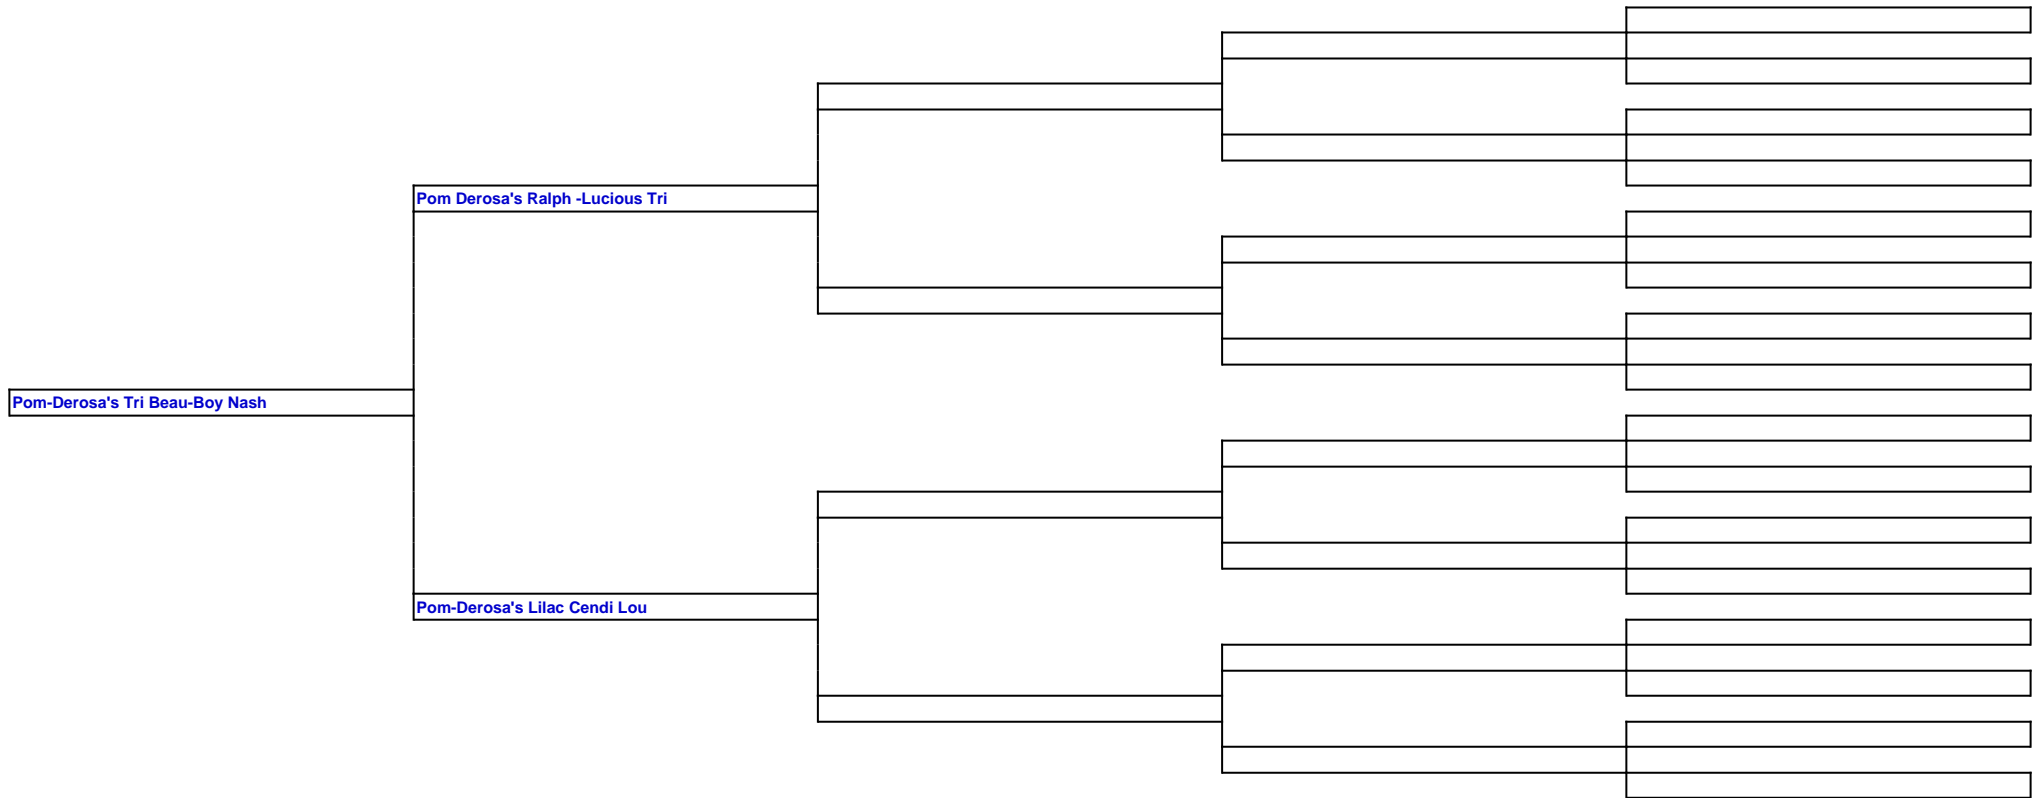 Pom Derosa's Ralph -Lucious Tri
Pom-Derosa's Tri Beau-Boy Nash
Pom-Derosa's Lilac Cendi Lou